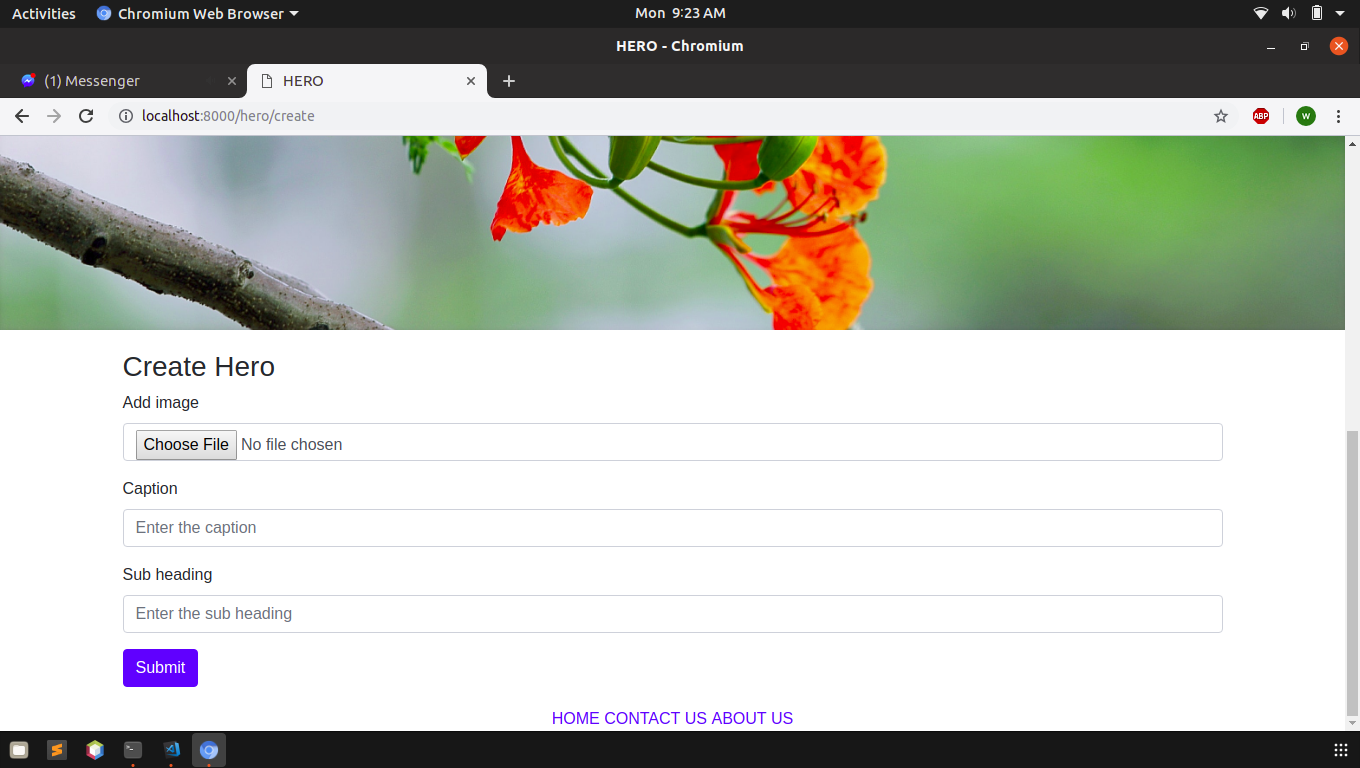 Activities Chromium Web Browser Mon 9:23 AM
HERO - Chromium
(1) Messenger HERO
localhost:8000/hero/create ABP W
Create Hero
Add image
Choose File No file chosen
Caption
Enter the caption
Sub heading
Enter the sub heading
Submit
HOME CONTACT US ABOUT US